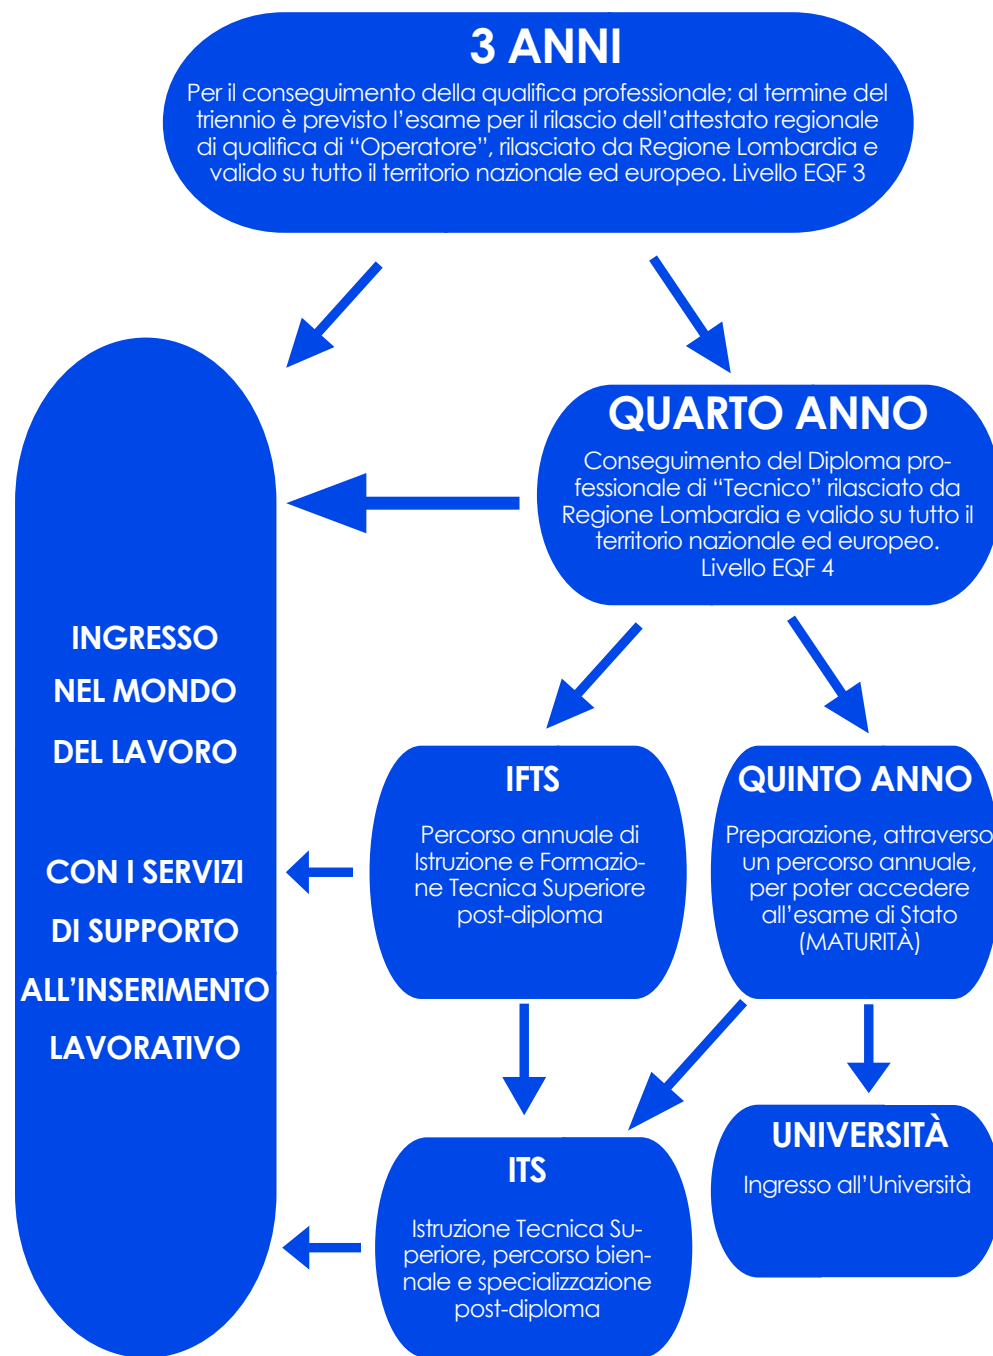 3 ANNI
Per il conseguimento della qualifica professionale; al termine del
triennio è previsto l’esame per il rilascio dell’attestato regionale
di qualifica di “Operatore”, rilasciato da Regione Lombardia e
valido su tutto il territorio nazionale ed europeo. Livello EQF 3
QUARTO ANNO
Conseguimento del Diploma pro-
fessionale di “Tecnico” rilasciato da
Regione Lombardia e valido su tutto il
territorio nazionale ed europeo.
Livello EQF 4
INGRESSO
NEL MONDO
DEL LAVORO
CON I SERVIZI
DI SUPPORTO
ALL’INSERIMENTO
LAVORATIVO
IFTS
Percorso annuale di
Istruzione e Formazio-
ne Tecnica Superiore
post-diploma
QUINTO ANNO
Preparazione, attraverso
un percorso annuale,
per poter accedere
all’esame di Stato
(MATURITÀ)
ITS
Istruzione Tecnica Su-
periore, percorso bien-
nale e specializzazione
post-diploma
UNIVERSITÀ
Ingresso all’Università